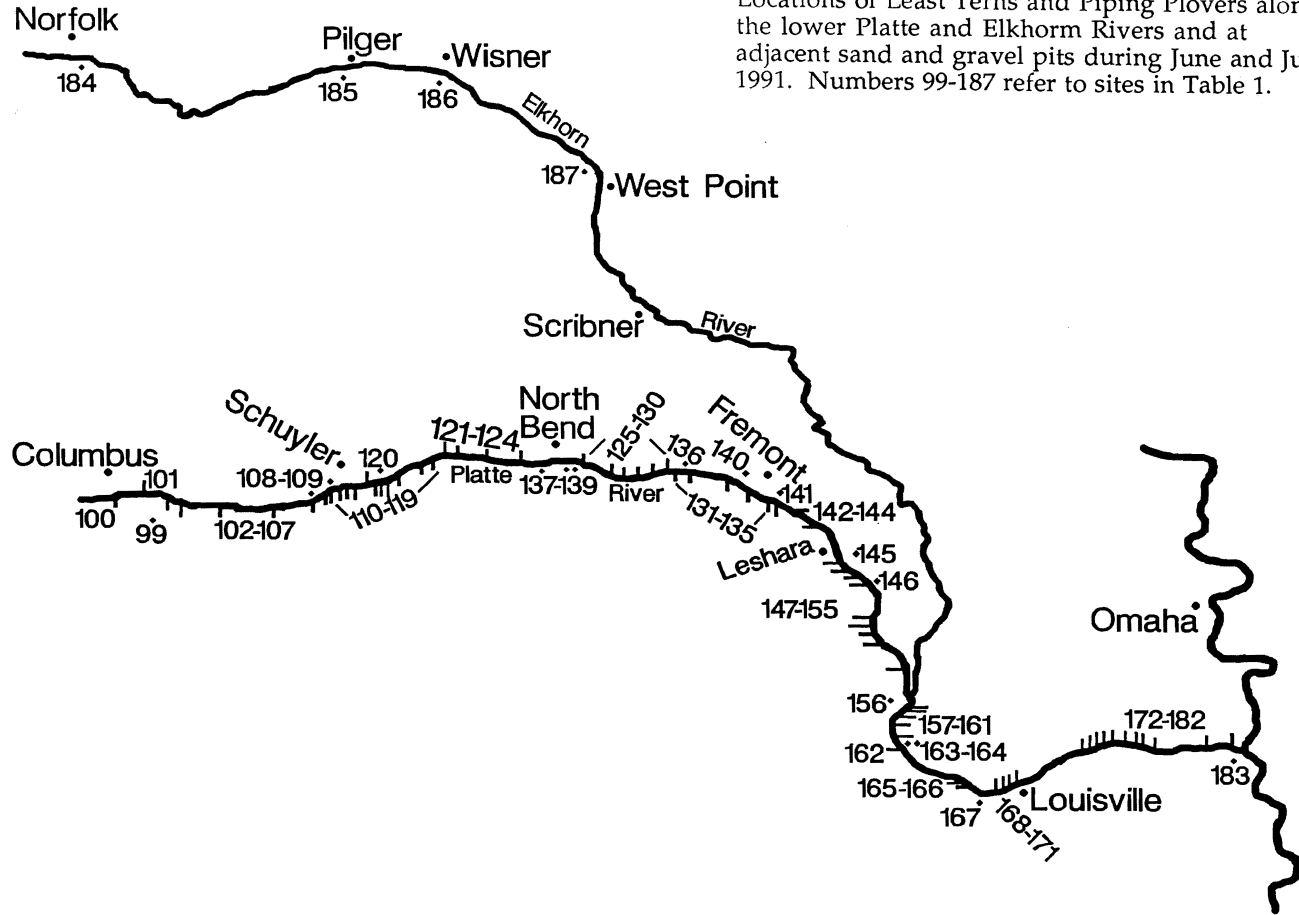 Locations of Least Terns and Piping Plovers
the lower Platte and Elkhorm Rivers and at
adjacent sand and gravel pits during June and
1991. Numbers 99-187 refer to sites in Table 1.
Norfolk
184
Pilger
185
Wisner
186
Elkhorn
187
West Point
Scribner
River
Schuyler
Columbus
101
100
99
102-107
108-109
110-119
120
121-124
Platte
North
Bend
137-139
River
125-130
136
131-135
140
Fremont
141
142-144
Leshara
145
146
147-155
156
157-161
162
163-164
165-166
167
168-171
Louisville
172-182
183
Omaha